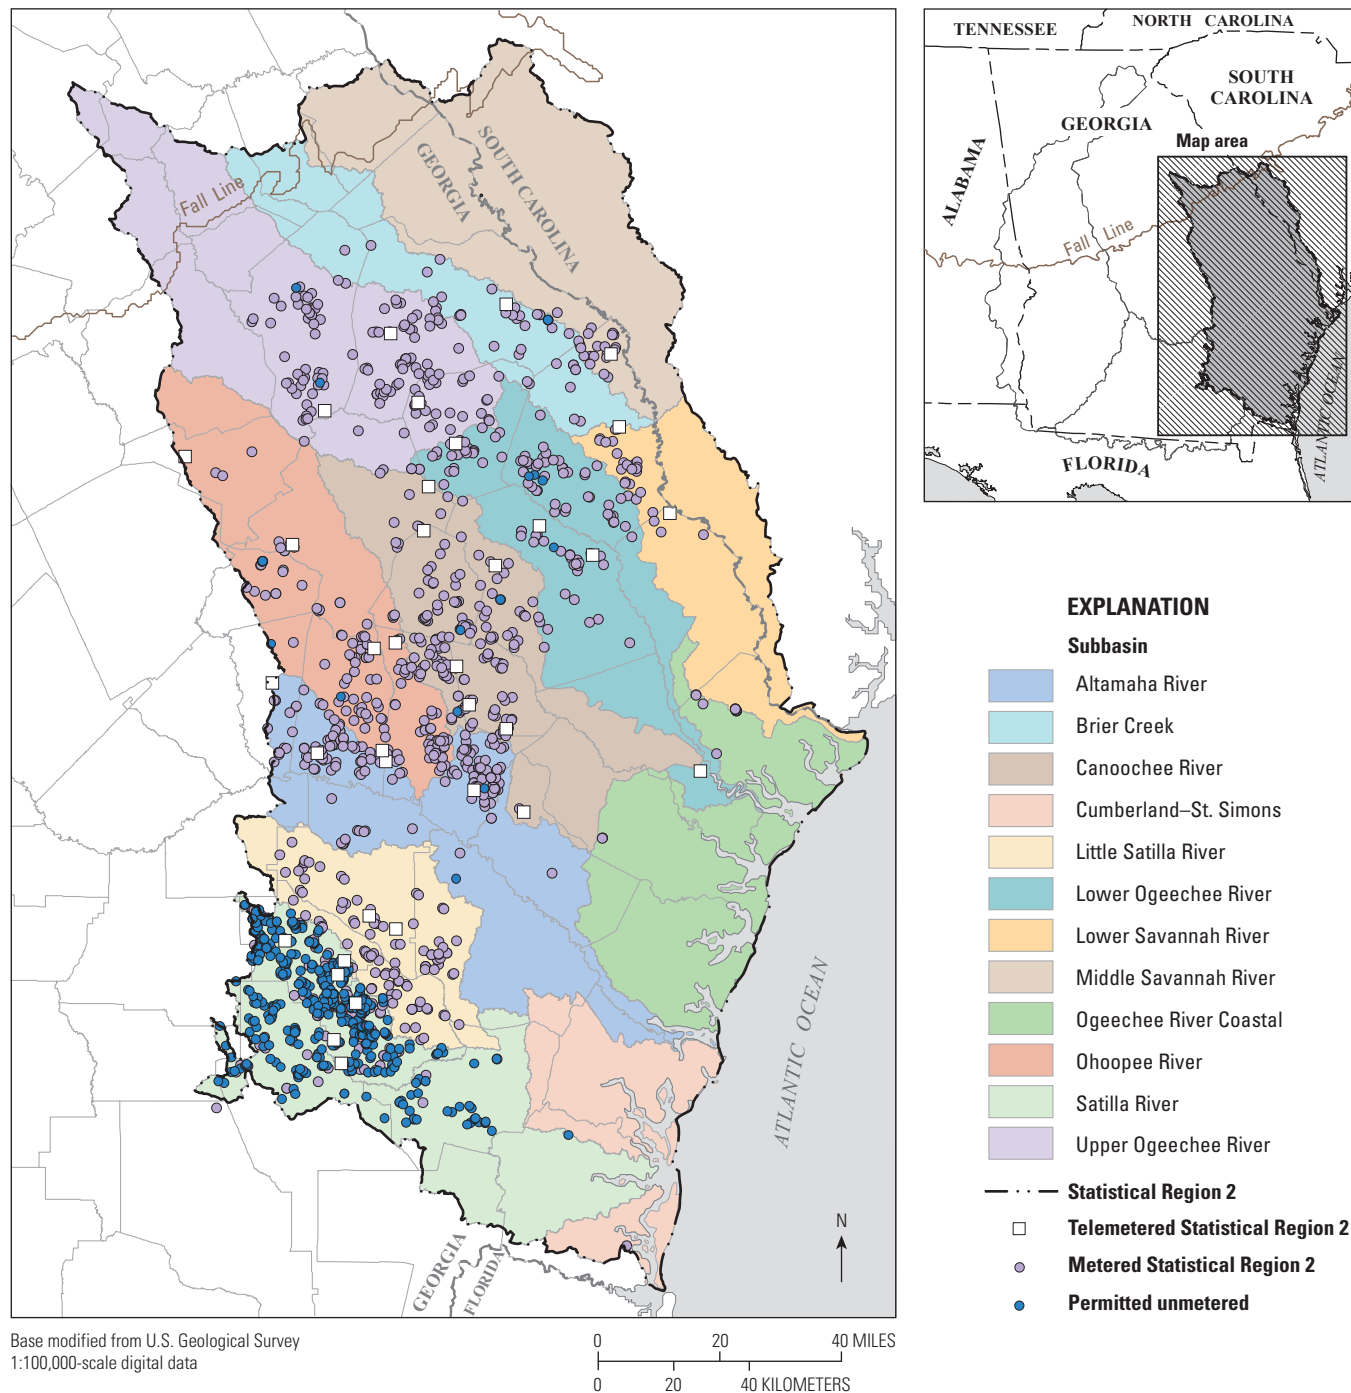 Fall Line
GEORGIA
SOUTH CAROLINA
ATLANTIC OCEAN
GEORGIA
FLORIDA
N
Base modified from U.S. Geological Survey
1:100,000-scale digital data
0 20 40 MILES
0 20 40 KILOMETERS
TENNESSEE
NORTH CAROLINA
SOUTH
CAROLINA
GEORGIA
Map area
ALABAMA
Fall Line
FLORIDA
ATLANTIC OCEAN
EXPLANATION
Subbasin
Altamaha River
Brier Creek
Canoochee River
Cumberland–St. Simons
Little Satilla River
Lower Ogeechee River
Lower Savannah River
Middle Savannah River
Ogeechee River Coastal
Ohoopee River
Satilla River
Upper Ogeechee River
Statistical Region 2
Telemetered Statistical Region 2
Metered Statistical Region 2
Permitted unmetered